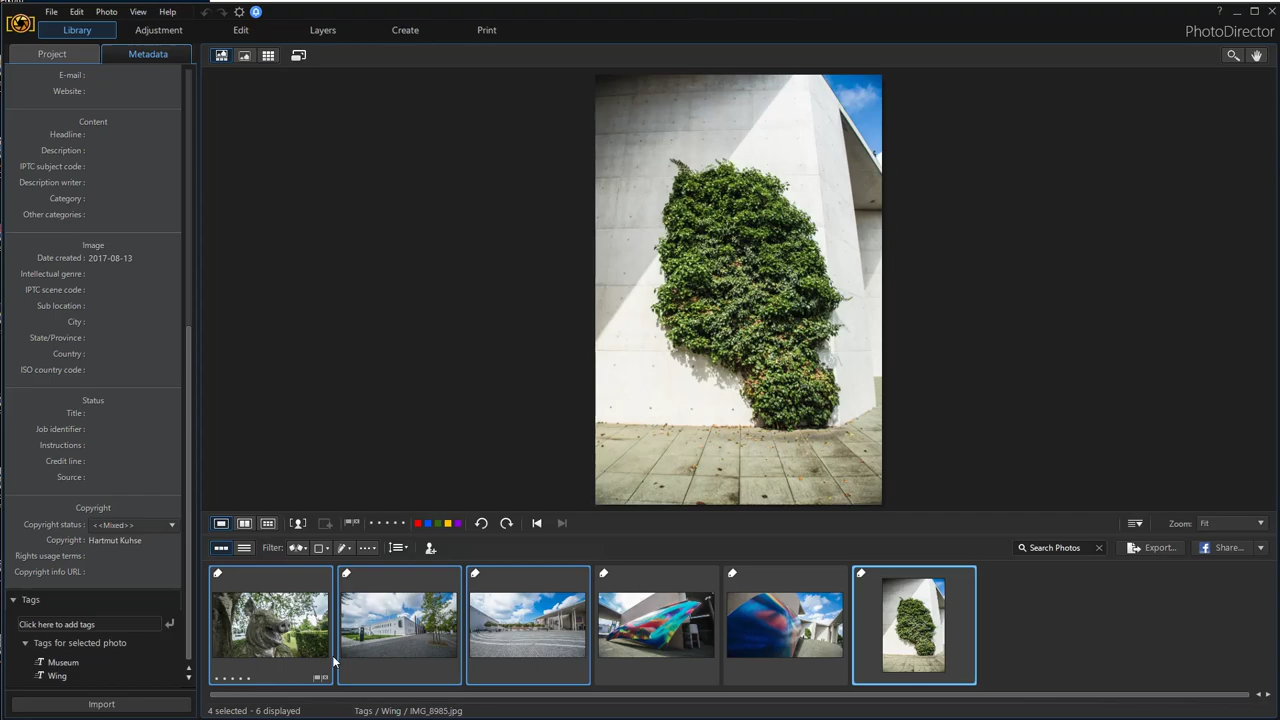 File Edit Photo View Help
Library Adjustment Edit Layers Create Print
PhotoDirector
Project Metadata
E-mail :
Website :
Content
Headline :
Description :
IPTC subject code :
Description writer :
Category :
Other categories :
Image
Date created : 2017-08-13
Intellectual genre :
IPTC scene code :
Sub location :
City :
State/Province :
Country :
ISO country code :
Status
Title :
Job identifier :
Instructions :
Credit line :
Source :
Copyright
Copyright status : <<Mixed>>
Copyright : Hartmut Kuhse
Rights usage terms :
Copyright info URL :
Tags
Click here to add tags
Tags for selected photo
Museum
Wing
Import
Zoom: Fit
Filter:
Search Photos
Export...
Share...
4 selected - 6 displayed
Tags / Wing / IMG_8985.jpg